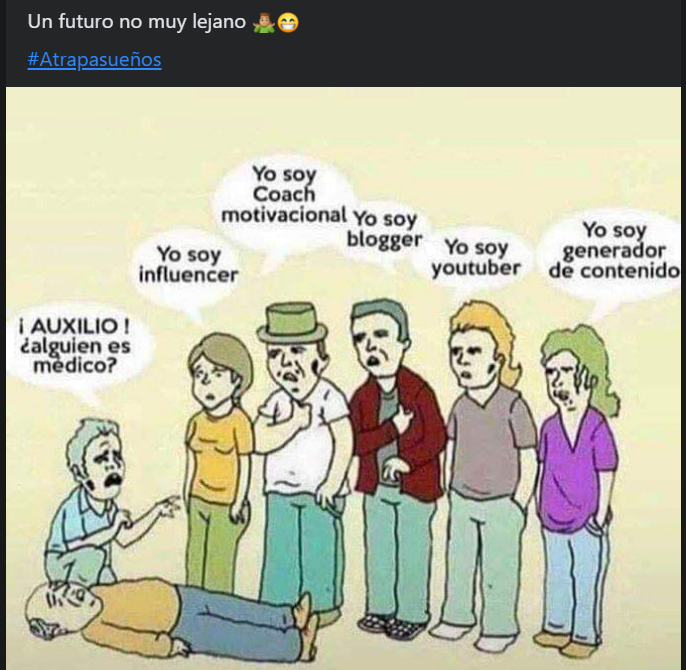 Un futuro no muy lejano 🤷🏼‍♂️😁
#Atrapasueños
¡ AUXILIO !
¿alguien es
médico?
Yo soy
influencer
Yo soy
Coach
motivacional
Yo soy
blogger
Yo soy
youtuber
Yo soy
generador
de contenido